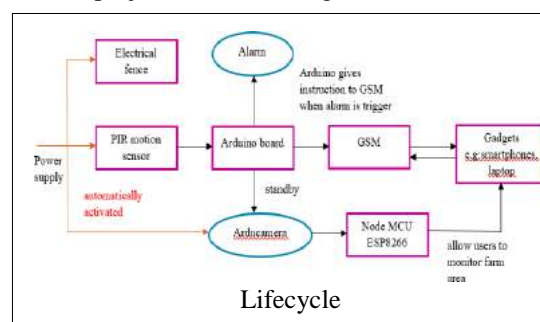 Electrical
fence
Alarm
Arduino gives
instruction to GSM
when alarm is trigger
PIR motion
sensor
Arduino board
GSM
Gadgets
e.g smartphones,
laptop
Power
supply
automatically
activated
standby
Arducamera
Node MCU
ESP8266
allow users to
monitor farm
area
Lifecycle